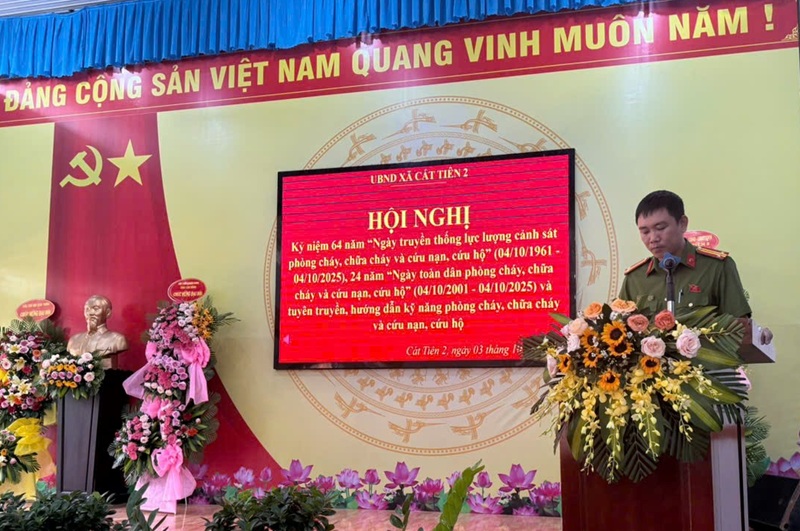 ĐẢNG CỘNG SẢN VIỆT NAM QUANG VINH MUÔN NĂM !
UBND XÃ CÁT TIÊN 2
HỘI NGHỊ
Kỷ niệm 64 năm “Ngày truyền thống lực lượng cảnh sát
phòng cháy, chữa cháy và cứu nạn, cứu hộ” (04/10/1961 -
04/10/2025), 24 năm “Ngày toàn dân phòng cháy, chữa
cháy và cứu nạn, cứu hộ” (04/10/2001 - 04/10/2025) và
tuyên truyền, hướng dẫn kỹ năng phòng cháy, chữa cháy
và cứu nạn, cứu hộ
Cát Tiên 2, ngày 03 tháng